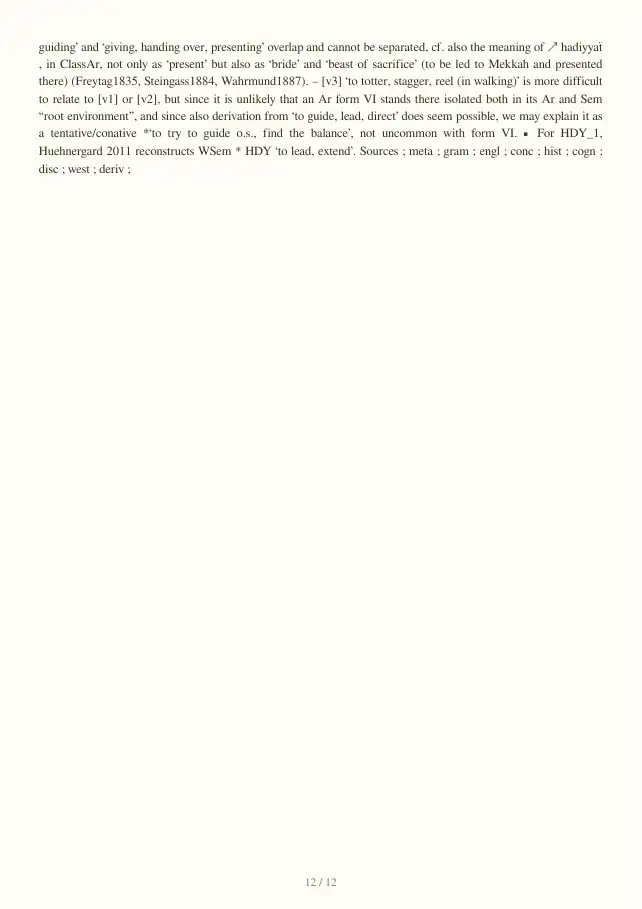 guiding’ and ‘giving, handing over, presenting’ overlap and cannot be separated, cf. also the meaning of ↗ hadiyyaẗ
, in ClassAr, not only as ‘present’ but also as ‘bride’ and ‘beast of sacrifice’ (to be led to Mekkah and presented
there) (Freytag1835, Steingass1884, Wahrmund1887). – [v3] ‘to totter, stagger, reel (in walking)’ is more difficult
to relate to [v1] or [v2], but since it is unlikely that an Ar form VI stands there isolated both in its Ar and Sem
“root environment”, and since also derivation from ‘to guide, lead, direct’ does seem possible, we may explain it as
a tentative/conative *‘to try to guide o.s., find the balance’, not uncommon with form VI. ▪ For HDY_1,
Huehnergard 2011 reconstructs WSem * HDY ‘to lead, extend’. Sources ; meta ; gram ; engl ; conc ; hist ; cogn ;
disc ; west ; deriv ;
12 / 12